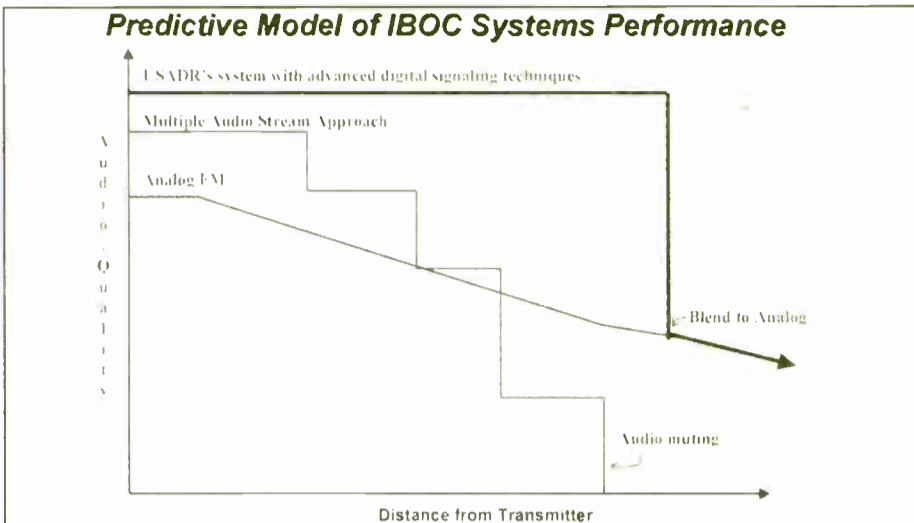 Predictive Model of IBOC Systems Performance
USADR's system with advanced digital signaling techniques
Multiple Audio Stream Approach
Analog FM
Audio Quality
Blend to Analog
Audio muting
Distance from Transmitter